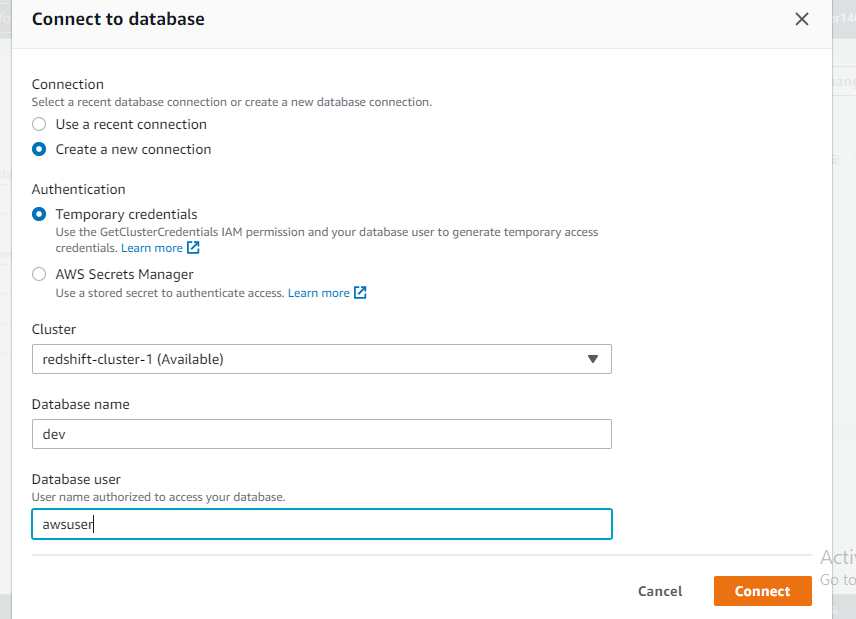 Connect to database
Connection
Select a recent database connection or create a new database connection.
Use a recent connection
Create a new connection
Authentication
Temporary credentials
Use the GetClusterCredentials IAM permission and your database user to generate temporary access
credentials. Learn more
AWS Secrets Manager
Use a stored secret to authenticate access. Learn more
Cluster
redshift-cluster-1 (Available)
Database name
dev
Database user
User name authorized to access your database.
awsuser
Go to
Cancel
Connect